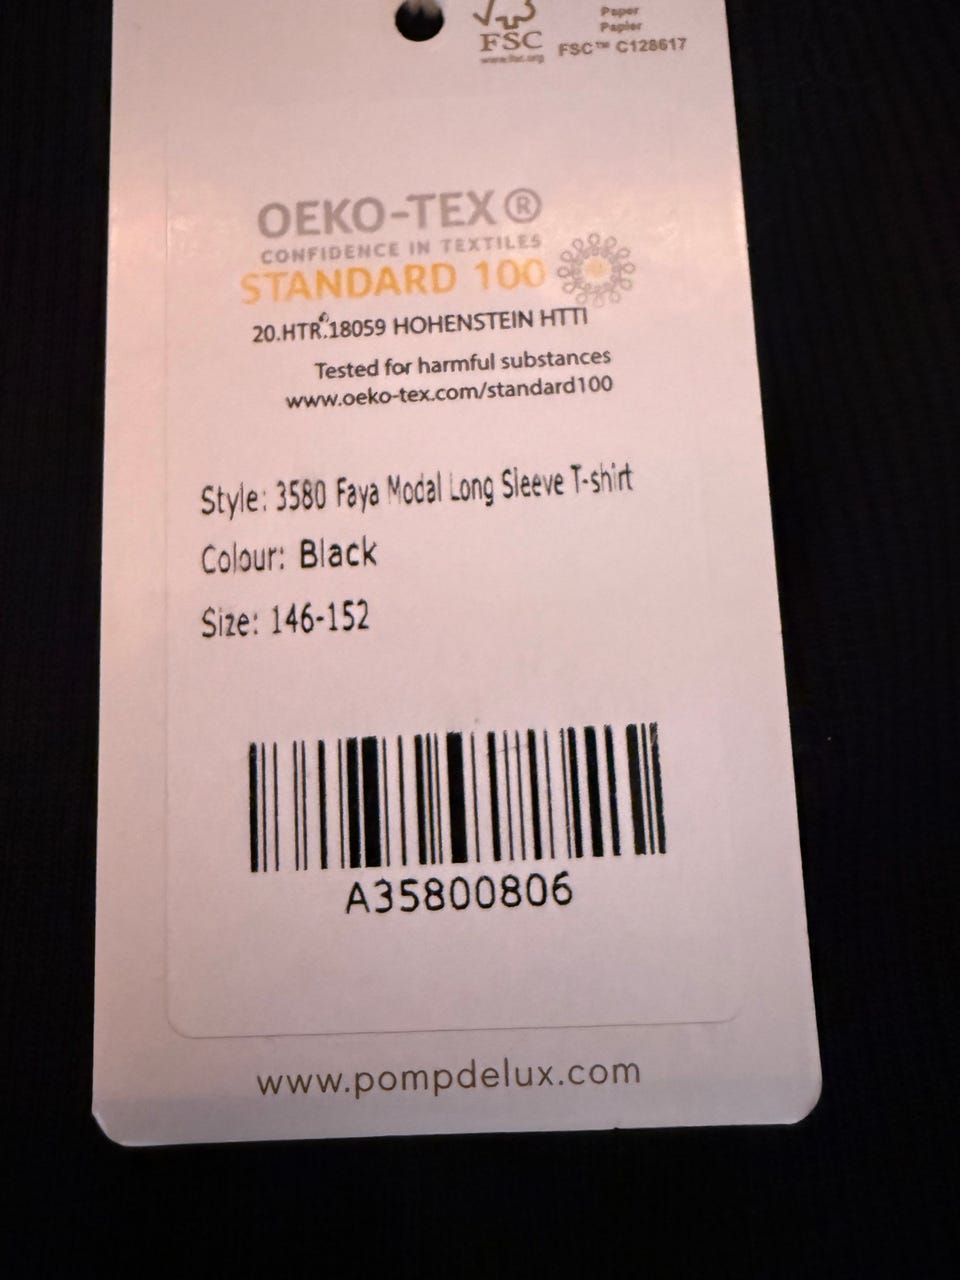 FSC
www.fsc.org
Paper
Papier
FSC™ C128617
OEKO-TEX®
CONFIDENCE IN TEXTILES
STANDARD 100
20.HTR.18059 HOHENSTEIN HTTI
Tested for harmful substances
www.oeko-tex.com/standard100
Style: 3580 Faya Modal Long Sleeve T-shirt
Colour: Black
Size: 146-152
A35800806
www.pompdelux.com